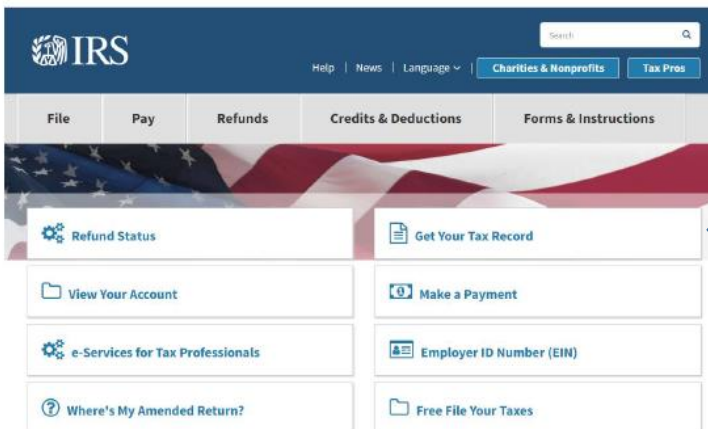 IRS
Search
Help | News | Language | Charities & Nonprofits Tax Pros
File Pay Refunds Credits & Deductions Forms & Instructions
Refund Status Get Your Tax Record
View Your Account Make a Payment
e-Services for Tax Professionals Employer ID Number (EIN)
Where's My Amended Return? Free File Your Taxes